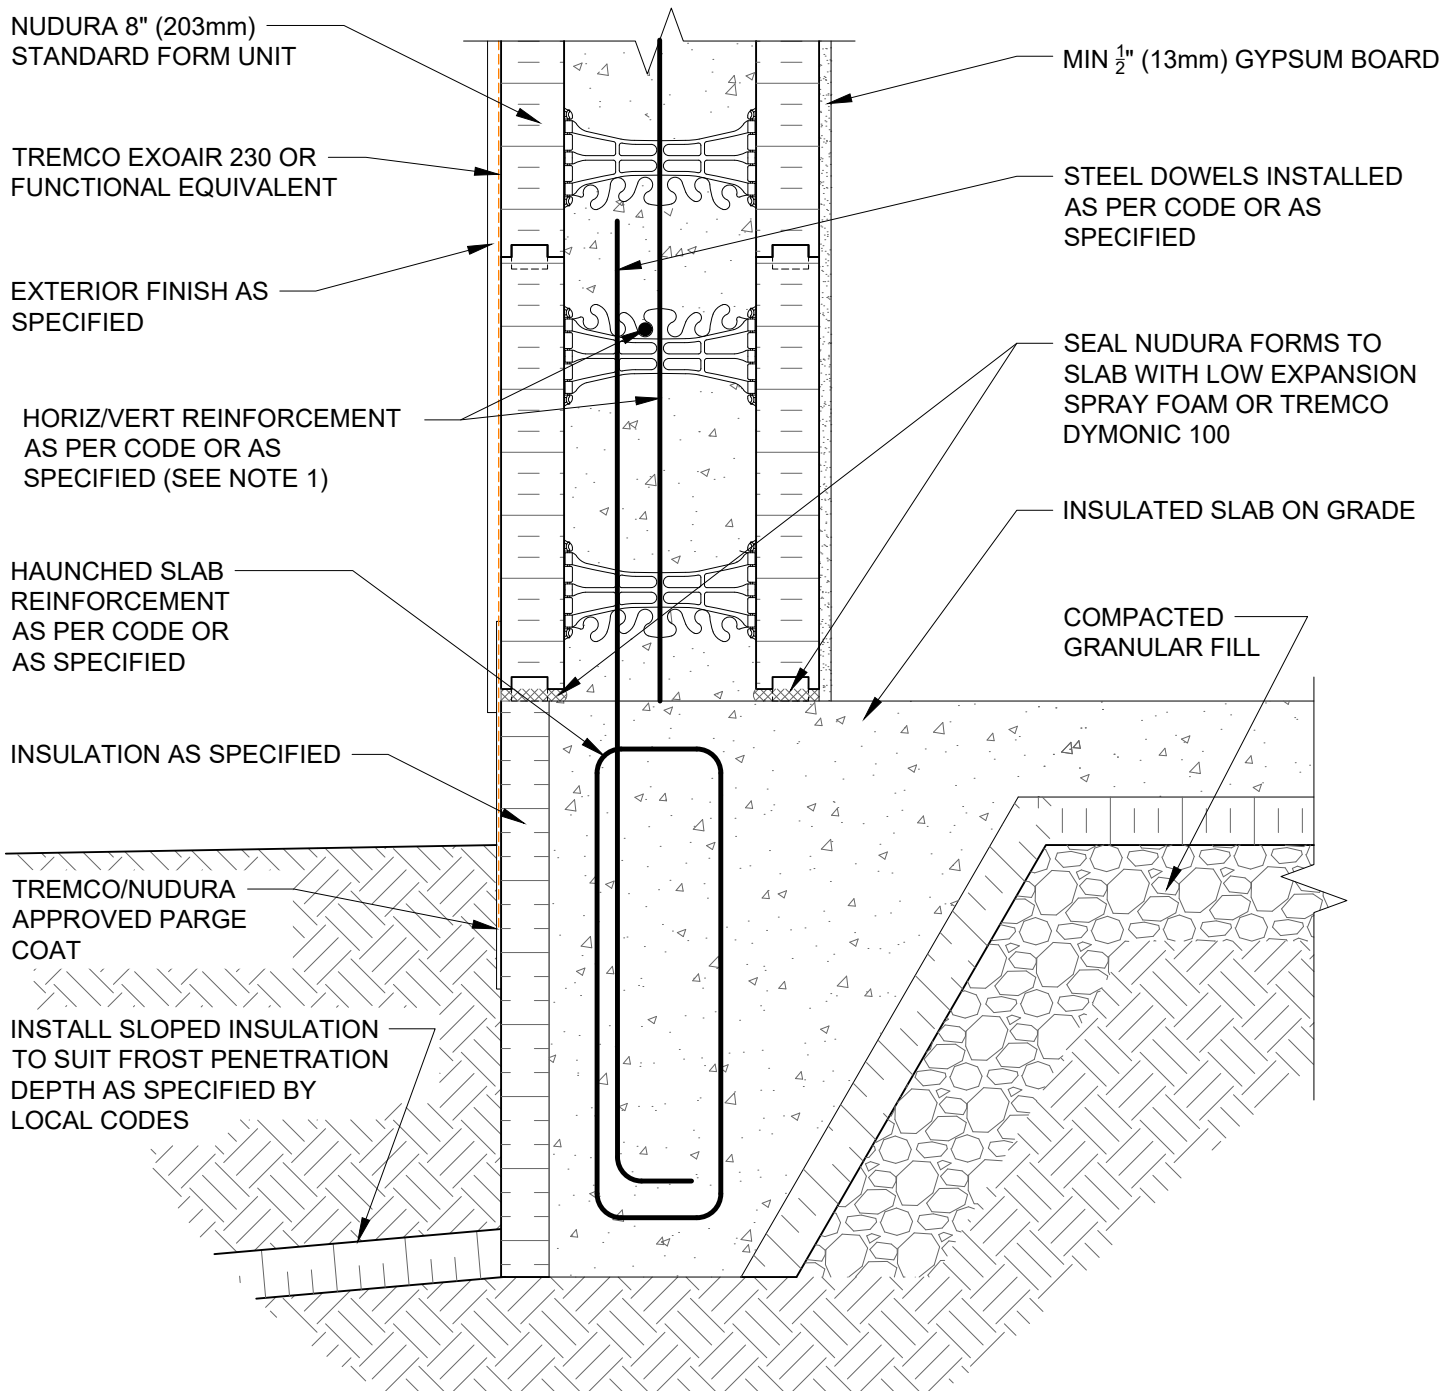 NUDURA 8" (203mm)
STANDARD FORM UNIT
TREMCO EXOAIR 230 OR
FUNCTIONAL EQUIVALENT
EXTERIOR FINISH AS
SPECIFIED
HORIZ/VERT REINFORCEMENT
AS PER CODE OR AS
SPECIFIED (SEE NOTE 1)
HAUNCHED SLAB
REINFORCEMENT
AS PER CODE OR
AS SPECIFIED
INSULATION AS SPECIFIED
TREMCO/NUDURA
APPROVED PARGE
COAT
INSTALL SLOPED INSULATION
TO SUIT FROST PENETRATION
DEPTH AS SPECIFIED BY
LOCAL CODES
MIN 1/2" (13mm) GYPSUM BOARD
STEEL DOWELS INSTALLED
AS PER CODE OR AS
SPECIFIED
SEAL NUDURA FORMS TO
SLAB WITH LOW EXPANSION
SPRAY FOAM OR TREMCO
DYMONIC 100
INSULATED SLAB ON GRADE
COMPACTED
GRANULAR FILL